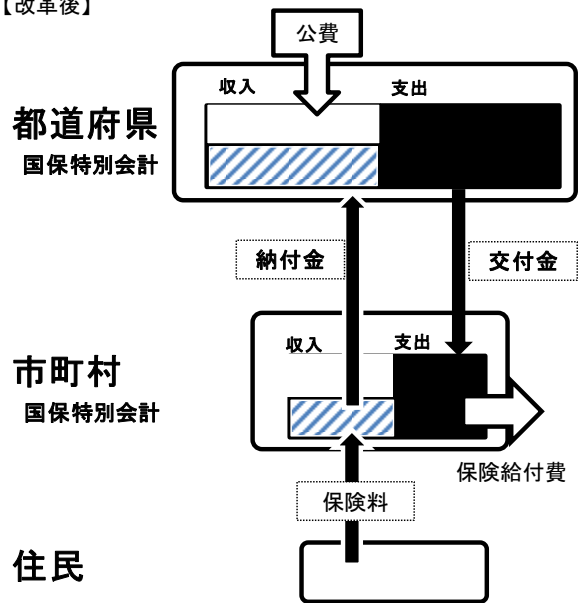 【改革後】
公費
収入
支出
都道府県
国保特別会計
納付金
交付金
収入
支出
市町村
国保特別会計
保険給付費
保険料
住民